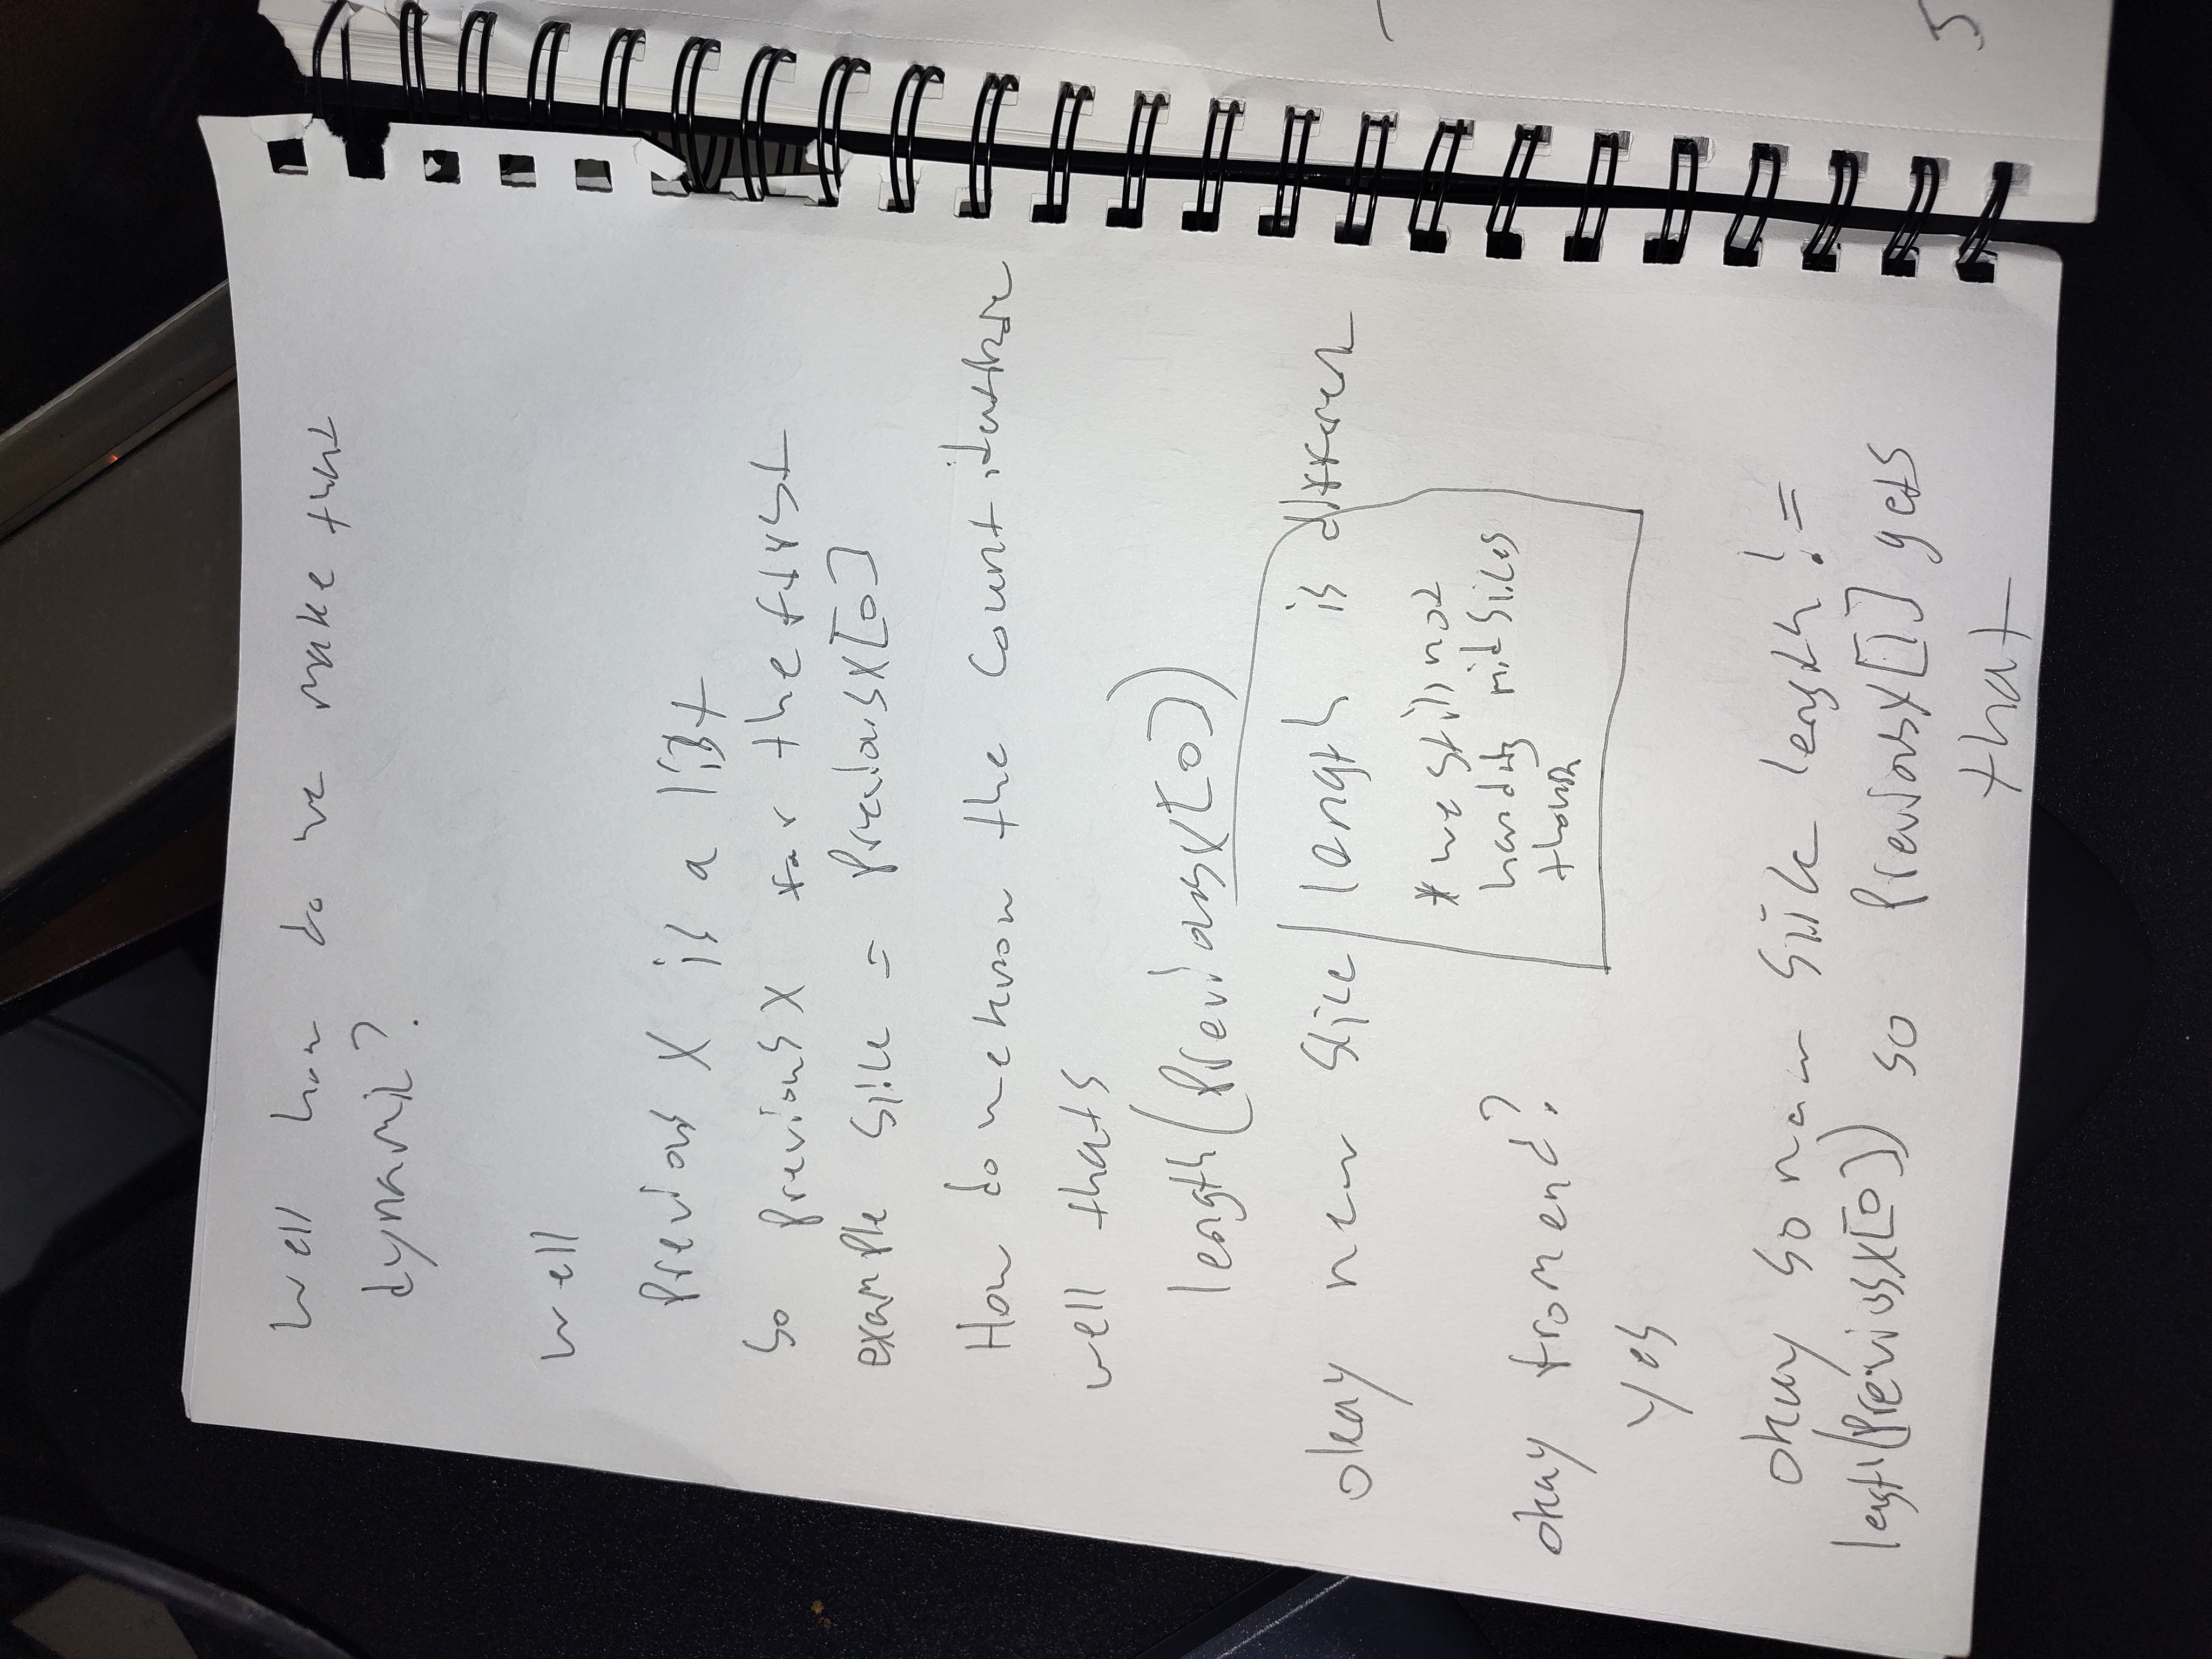 Well how do we make that
dynamic?
well
Previous X is a list
So PreviousX for the first
example slice = PreviousX[0]
How do we know the count
well thats
length(PreviousX[0])
okay new slice length is different
* we still not
handling mid slices
though
okay from end?
yes
okay so new slice length !=
length(PreviousX[0]) so PreviousX[1] gets
that
5